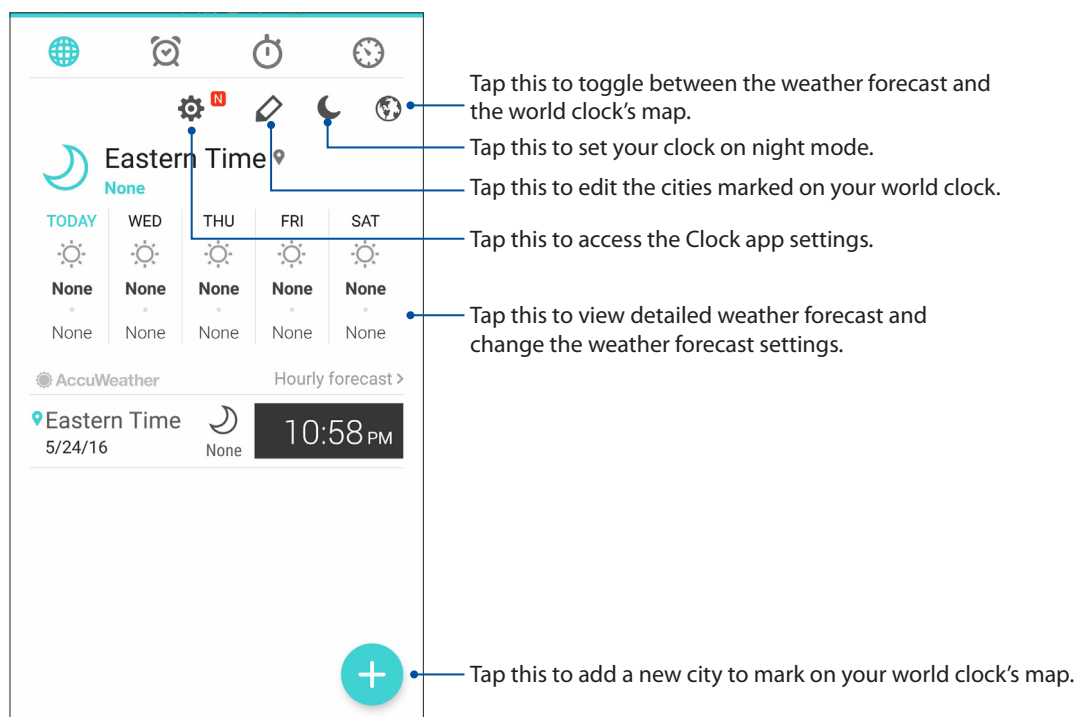 N
Tap this to toggle between the weather forecast and
the world clock's map.
Tap this to set your clock on night mode.
Eastern Time
None
Tap this to edit the cities marked on your world clock.
TODAY WED THU FRI SAT
Tap this to access the Clock app settings.
None None None None None
None None None None None
Tap this to view detailed weather forecast and
change the weather forecast settings.
AccuWeather Hourly forecast >
Eastern Time
5/24/16
None
10:58 PM
Tap this to add a new city to mark on your world clock's map.